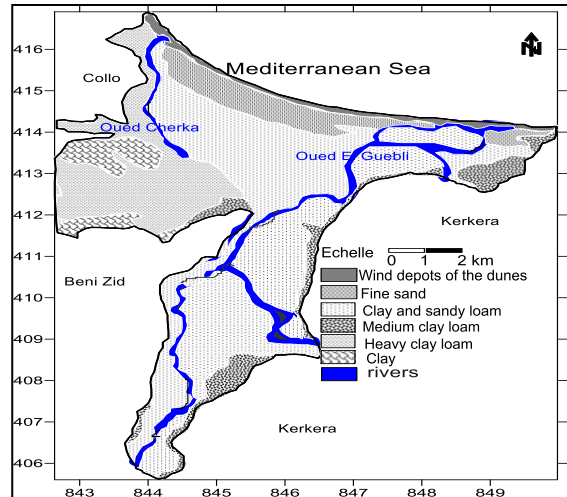 416
415
414
413
412
411
410
409
408
407
406
N
Collo
Mediterranean Sea
Oued Cherka
Oued El Guebli
Kerkera
Beni Zid
Echelle 0 1 2 km
Wind depots of the dunes
Fine sand
Clay and sandy loam
Medium clay loam
Heavy clay loam
Clay
rivers
Kerkera
843 844 845 846 847 848 849